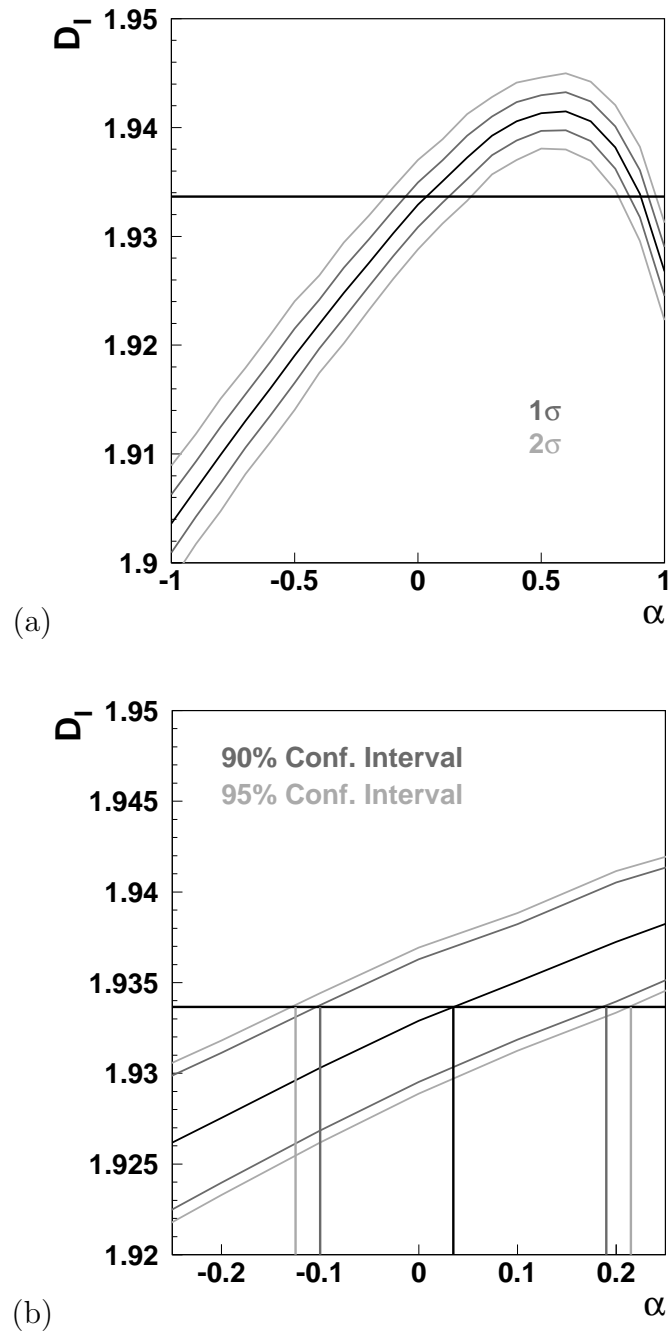 D_I
1.95
1.94
1.93
1.92
1.91
1.9
-1
-0.5
0
0.5
1
α
1σ
2σ
(a)
D_I
1.95
1.945
1.94
1.935
1.93
1.925
1.92
-0.2
-0.1
0
0.1
0.2
α
90% Conf. Interval
95% Conf. Interval
(b)